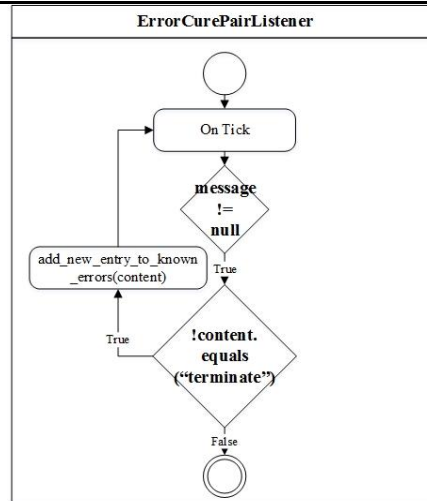 ErrorCurePairListener
On Tick
message
!=
null
True
add_new_entry_to_known
_errors(content)
True
!content.
equals
(“terminate”)
False